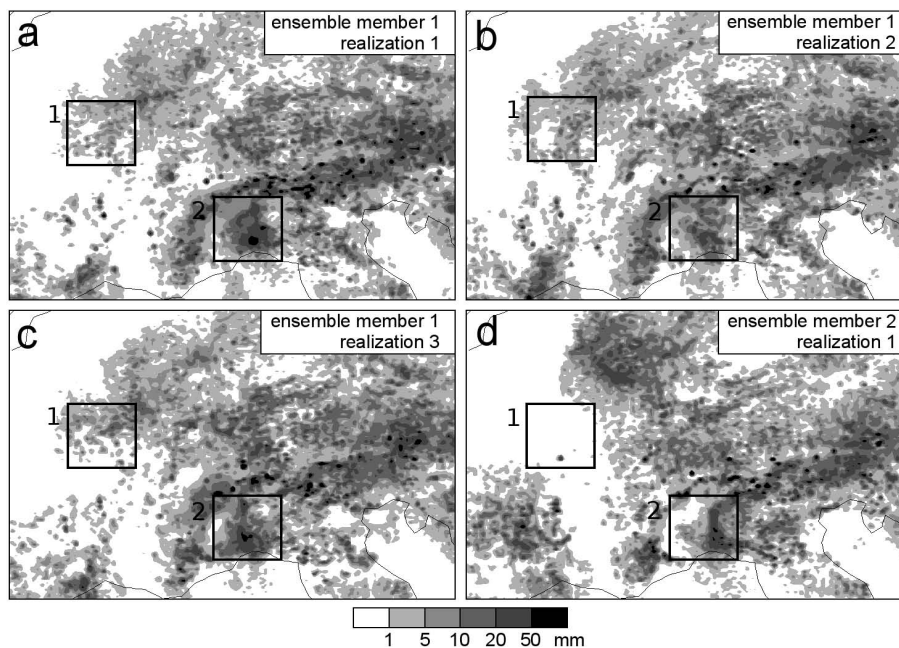 a
ensemble member 1
realization 1
1
2
b
ensemble member 1
realization 2
1
2
c
ensemble member 1
realization 3
1
2
d
ensemble member 2
realization 1
1
2
1 5 10 20 50 mm